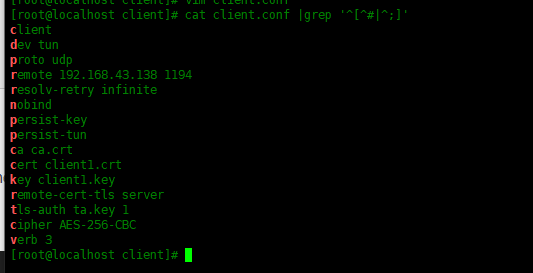 [root@localhost client]# vim client.conf
[root@localhost client]# cat client.conf |grep '^[^#|^;]'
client
dev tun
proto udp
remote 192.168.43.138 1194
resolv-retry infinite
nobind
persist-key
persist-tun
ca ca.crt
cert client1.crt
key client1.key
remote-cert-tls server
tls-auth ta.key 1
cipher AES-256-CBC
verb 3
[root@localhost client]#